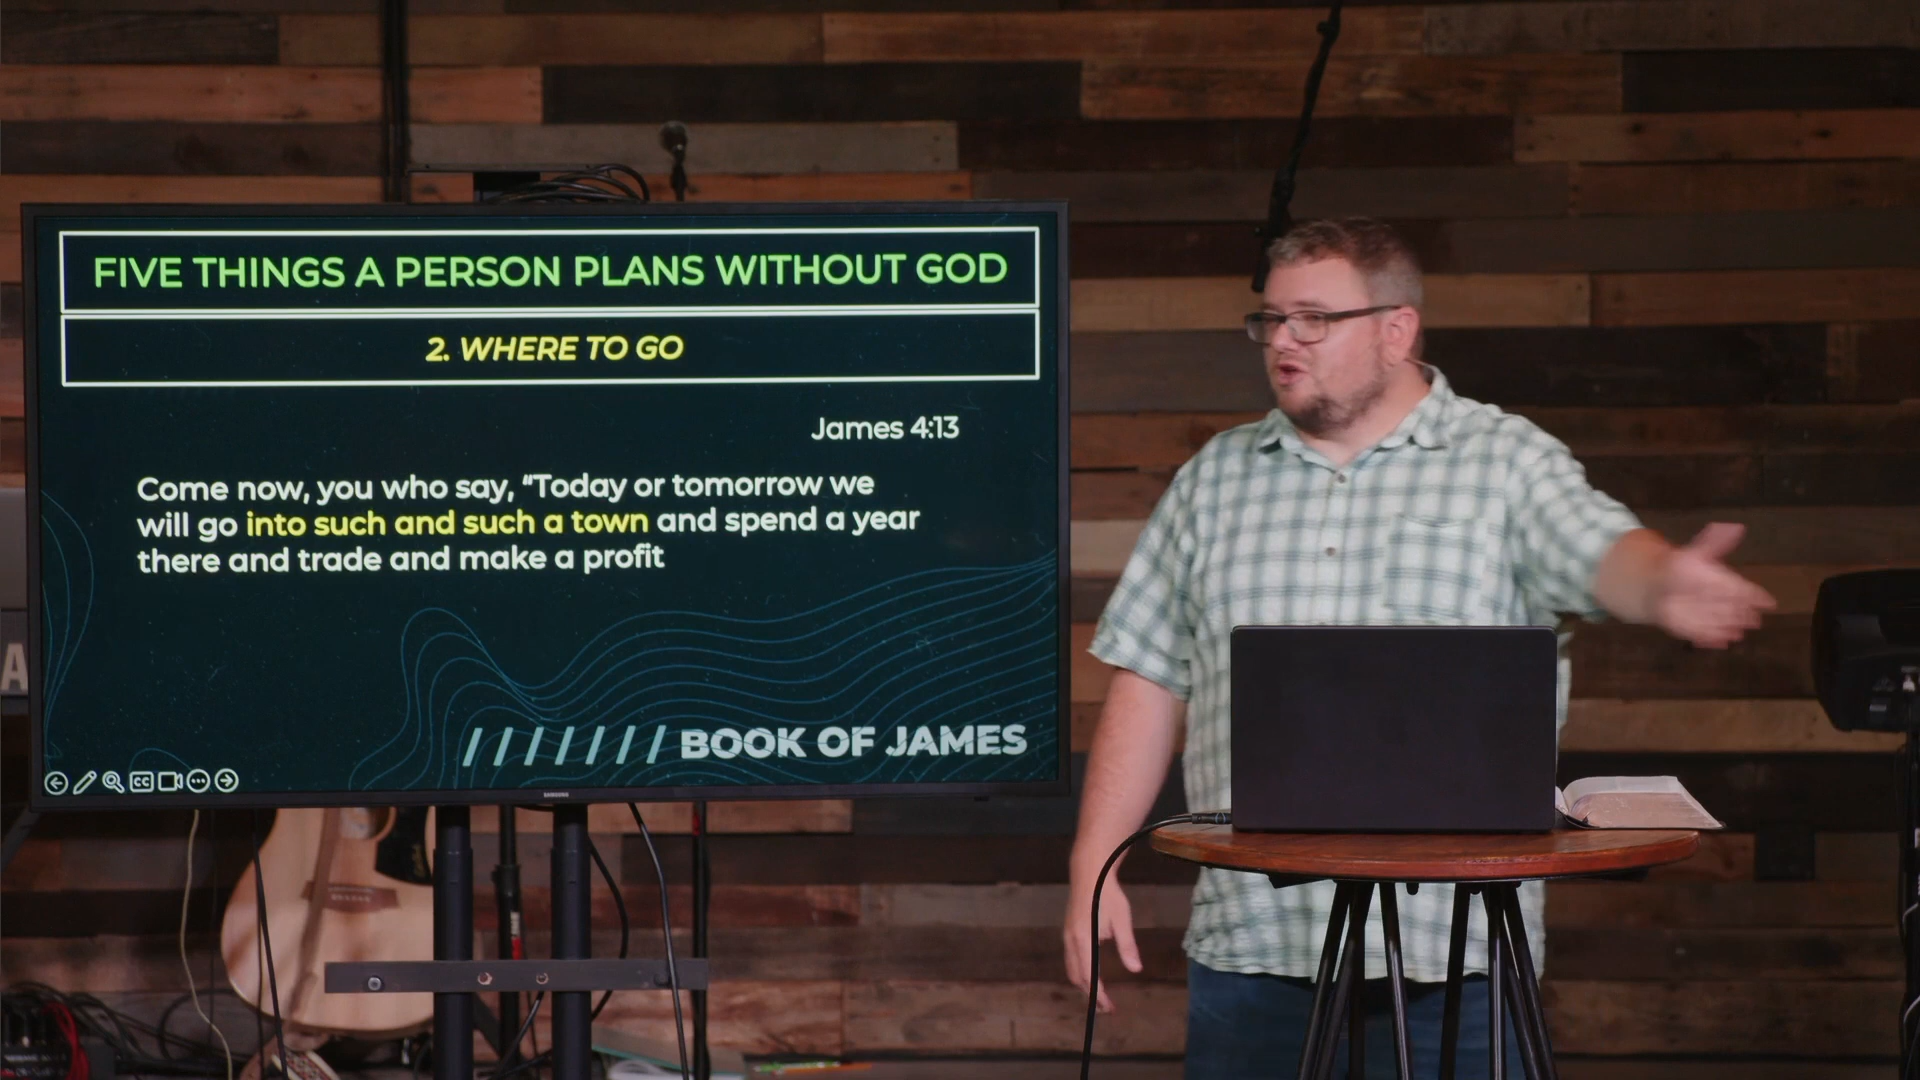 FIVE THINGS A PERSON PLANS WITHOUT GOD
2. WHERE TO GO
James 4:13
Come now, you who say, “Today or tomorrow we
will go into such and such a town and spend a year
there and trade and make a profit
/ / / / / / / BOOK OF JAMES
CC
SAMSUNG
A